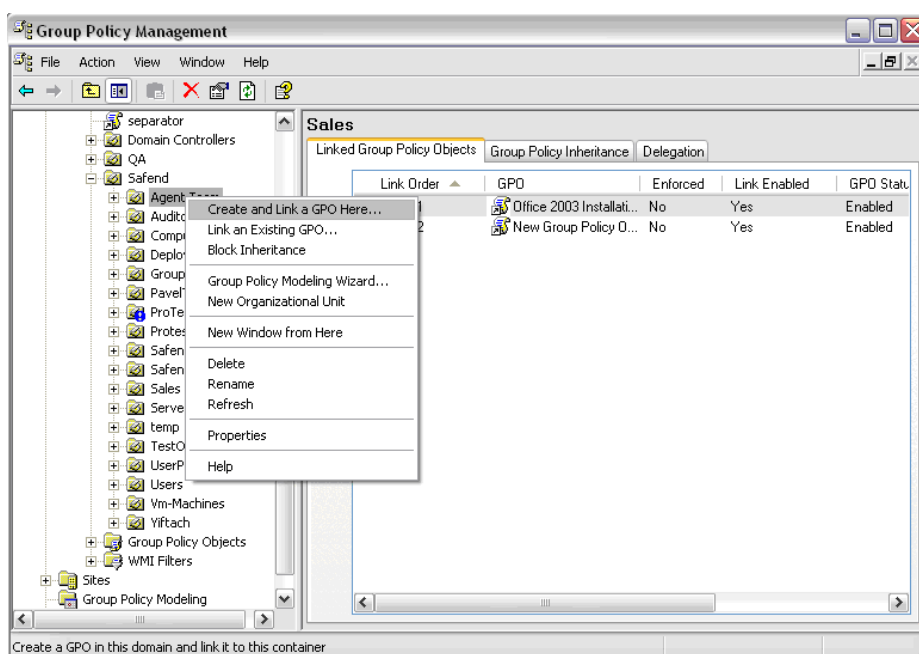 Group Policy Management
File Action View Window Help
separator
Domain Controllers
QA
Safend
Agent Team
Audito
Compu
Deploy
Group
Pavel
ProTe
Protes
Safen
Safen
Sales
Serve
temp
TestO
UserP
Users
Vm-Machines
Yiftach
Group Policy Objects
WMI Filters
Sites
Group Policy Modeling
Create and Link a GPO Here...
Link an Existing GPO...
Block Inheritance
Group Policy Modeling Wizard...
New Organizational Unit
New Window from Here
Delete
Rename
Refresh
Properties
Help
Sales
Linked Group Policy Objects Group Policy Inheritance Delegation
Link Order GPO Enforced Link Enabled GPO Statu
1 Office 2003 Installati... No Yes Enabled
2 New Group Policy O... No Yes Enabled
Create a GPO in this domain and link it to this container